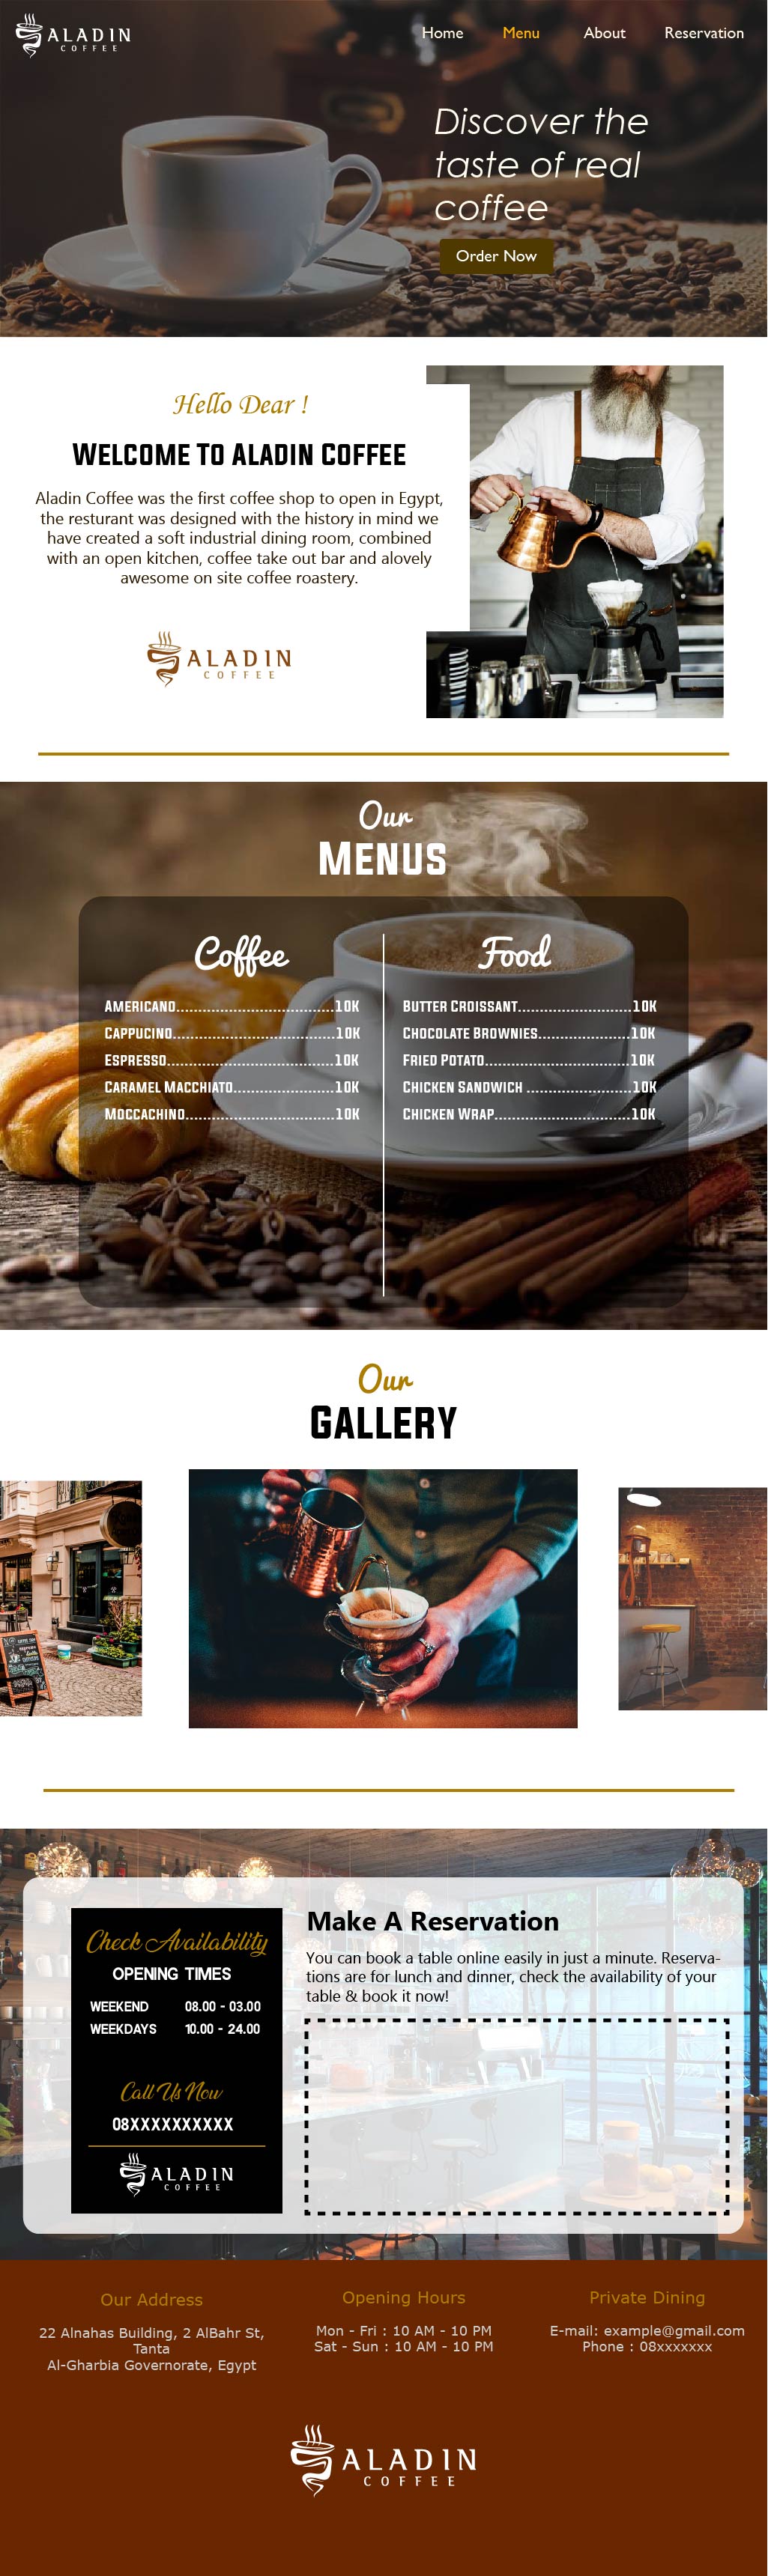 ALADIN
COFFEE
Home Menu About Reservation
Discover the
taste of real
coffee
Order Now
Hello Dear !
WELCOME TO ALADIN COFFEE
Aladin Coffee was the first coffee shop to open in Egypt,
the resturant was designed with the history in mind we
have created a soft industrial dining room, combined
with an open kitchen, coffee take out bar and alovely
awesome on site coffee roastery.
ALADIN
COFFEE
Our
MENUS
Coffee
AMERICANO....................................10K
CAPPUCINO.....................................10K
ESPRESSO......................................10K
CARAMEL MACCHIATO.......................10K
MOCCACHINO..................................10K
Food
BUTTER CROISSANT..........................10K
CHOCOLATE BROWNIES.....................10K
FRIED POTATO.................................10K
CHICKEN SANDWICH ........................10K
CHICKEN WRAP...............................10K
Our
GALLERY
Check Availability
OPENING TIMES
WEEKEND 08.00 - 03.00
WEEKDAYS 10.00 - 24.00
Call Us Now
08XXXXXXXXXX
ALADIN
COFFEE
Make A Reservation
You can book a table online easily in just a minute. Reserva-
tions are for lunch and dinner, check the availability of your
table & book it now!
Our Address
22 Alnahas Building, 2 AlBahr St,
Tanta
Al-Gharbia Governorate, Egypt
Opening Hours
Mon - Fri : 10 AM - 10 PM
Sat - Sun : 10 AM - 10 PM
Private Dining
E-mail: example@gmail.com
Phone : 08xxxxxxx
ALADIN
COFFEE